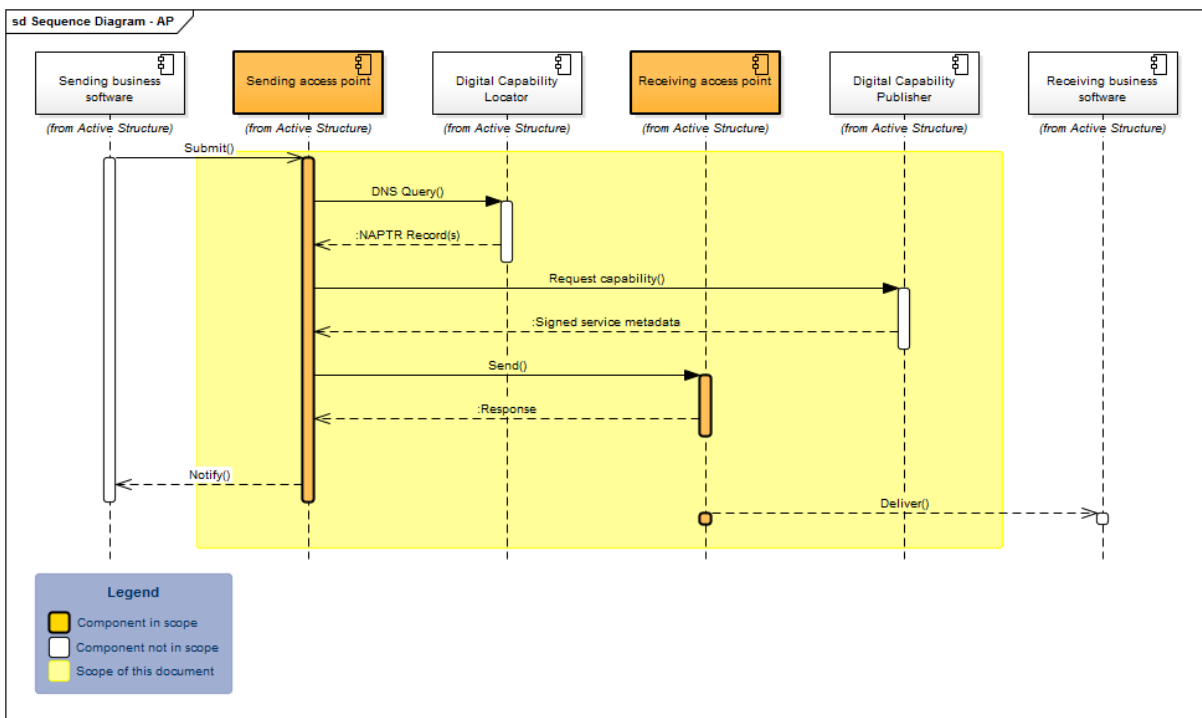 sd Sequence Diagram - AP
Sending business
software
Sending access point
Digital Capability
Locator
Receiving access point
Digital Capability
Publisher
Receiving business
software
(from Active Structure)
(from Active Structure)
(from Active Structure)
(from Active Structure)
(from Active Structure)
(from Active Structure)
Submit()
DNS Query()
:NAPTR Record(s)
Request capability()
:Signed service metadata
Send()
:Response
Notify()
Deliver()
Legend
Component in scope
Component not in scope
Scope of this document